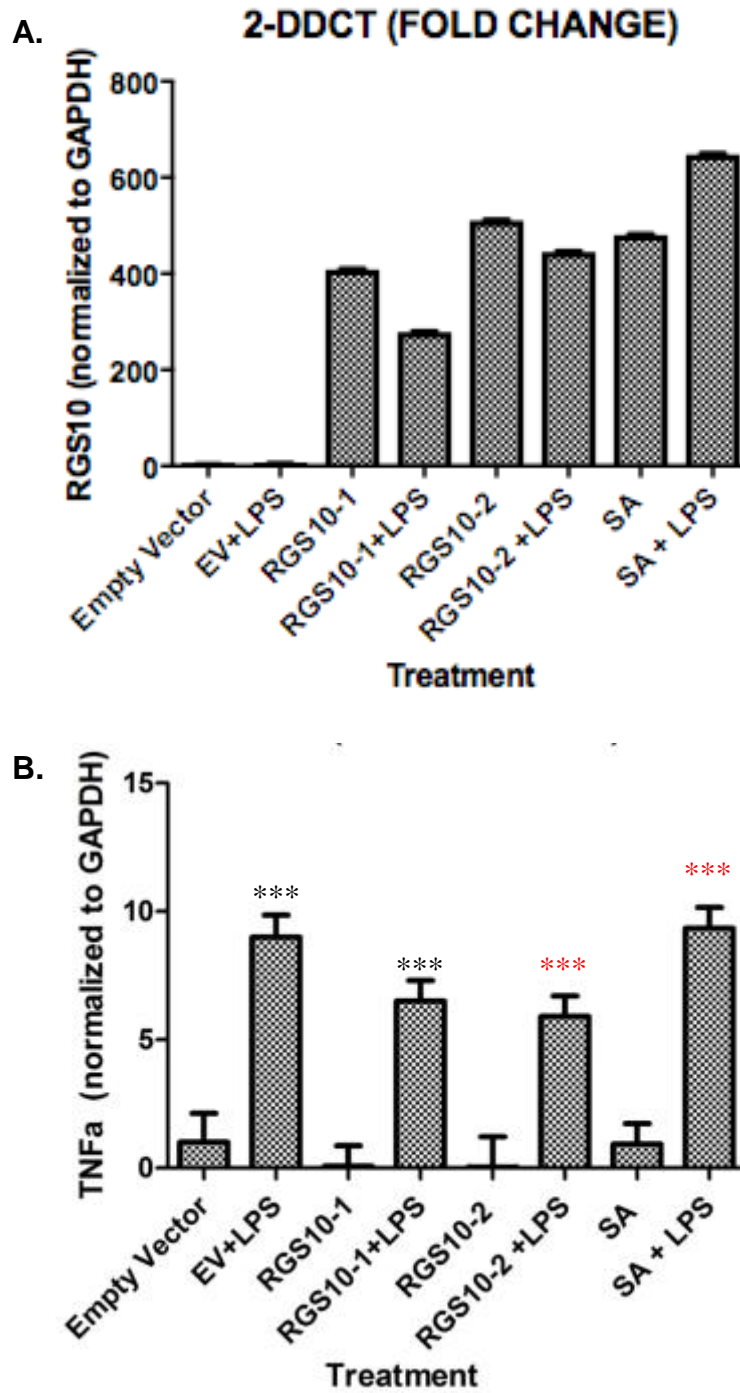 A.
2-DDCT (FOLD CHANGE)
RGS10 (normalized to GAPDH)
800
600
400
200
0
Empty Vector
EV+LPS
RGS10-1
RGS10-1+LPS
RGS10-2
RGS10-2 +LPS
SA
SA + LPS
Treatment
B.
TNFa (normalized to GAPDH)
15
10
5
0
***
***
***
***
Empty Vector
EV+LPS
RGS10-1
RGS10-1+LPS
RGS10-2
RGS10-2 +LPS
SA
SA + LPS
Treatment